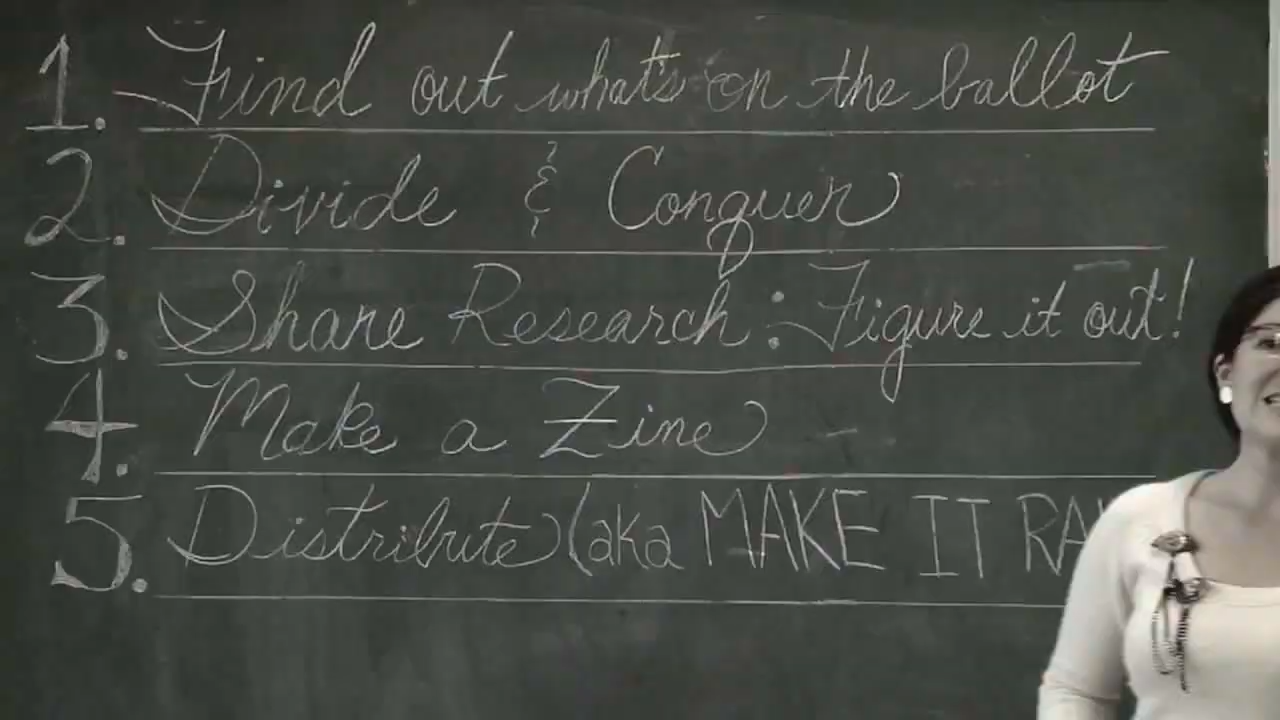 1. Find out what's on the ballot
2. Divide & Conquer
3. Share Research: Figure it out!
4. Make a Zine
5. Distribute (aka MAKE IT RA